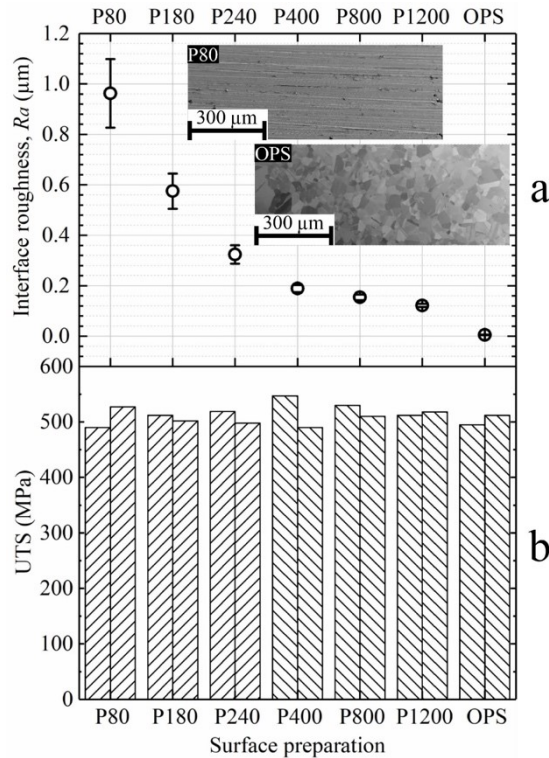 P80 P180 P240 P400 P800 P1200 OPS
1.2
1.0
0.8
0.6
0.4
0.2
0.0
Interface roughness, Ra (µm)
P80
300 µm
OPS
300 µm
a
600
500
400
300
200
100
0
UTS (MPa)
b
P80 P180 P240 P400 P800 P1200 OPS
Surface preparation